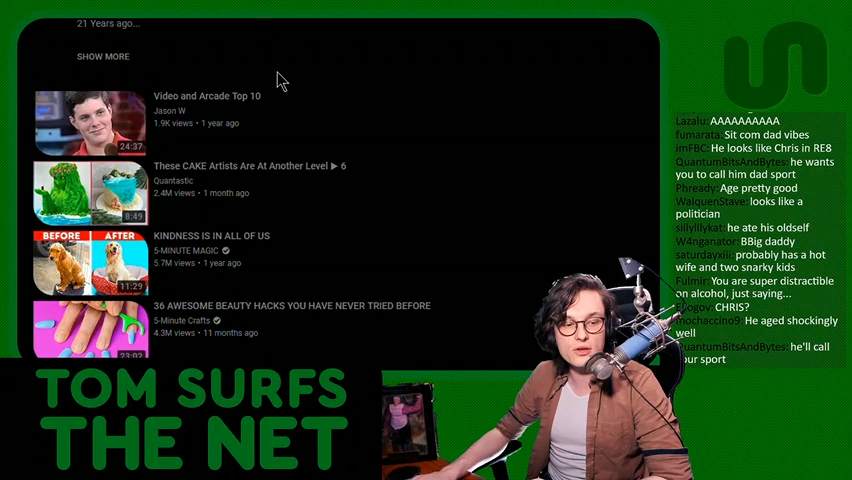 21 Years ago...
SHOW MORE
Video and Arcade Top 10
Jason W
1.9K views • 1 year ago
24:37
These CAKE Artists Are At Another Level ▶ 6
Quantastic
2.4M views • 1 month ago
8:49
BEFORE AFTER
KINDNESS IS IN ALL OF US
5-MINUTE MAGIC
5.7M views • 1 year ago
11:29
36 AWESOME BEAUTY HACKS YOU HAVE NEVER TRIED BEFORE
5-Minute Crafts
4.3M views • 11 months ago
23:02
TOM SURFS
THE NET
Lazalu: AAAAAAAAAA
fumarata: Sit com dad vibes
imFBC: He looks like Chris in RE8
QuantumBitsAndBytes: he wants
you to call him dad sport
Phready: Age pretty good
WalquenStave: looks like a
politician
sillylilykat: he ate his oldself
W4nganator: BBig daddy
saturdayxiii: probably has a hot
wife and two snarky kids
Fulmir: You are super distractible
on alcohol, just saying...
CHRIS?
mochaccino9: He aged shockingly
well
QuantumBitsAndBytes: he'll call
your sport